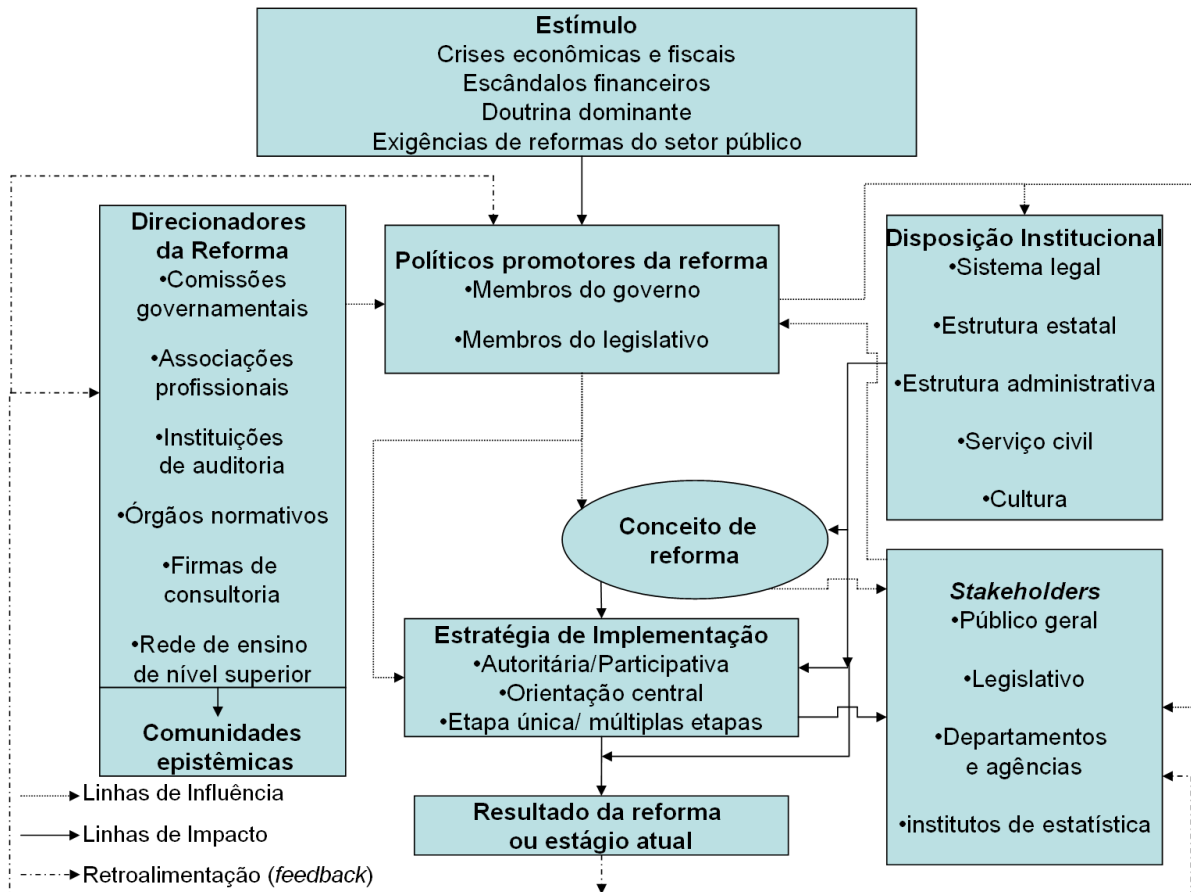 Estímulo
Crises econômicas e fiscais
Escândalos financeiros
Doutrina dominante
Exigências de reformas do setor público
Direcionadores
da Reforma
•Comissões
governamentais
•Associações
profissionais
•Instituições
de auditoria
•Órgãos normativos
•Firmas de
consultoria
•Rede de ensino
de nível superior
Comunidades
epistêmicas
Políticos promotores da reforma
•Membros do governo
•Membros do legislativo
Disposição Institucional
•Sistema legal
•Estrutura estatal
•Estrutura administrativa
•Serviço civil
•Cultura
Conceito de
reforma
Estratégia de Implementação
•Autoritária/Participativa
•Orientação central
•Etapa única/ múltiplas etapas
Stakeholders
•Público geral
•Legislativo
•Departamentos
e agências
•institutos de estatística
Resultado da reforma
ou estágio atual
Linhas de Influência
Linhas de Impacto
Retroalimentação (feedback)